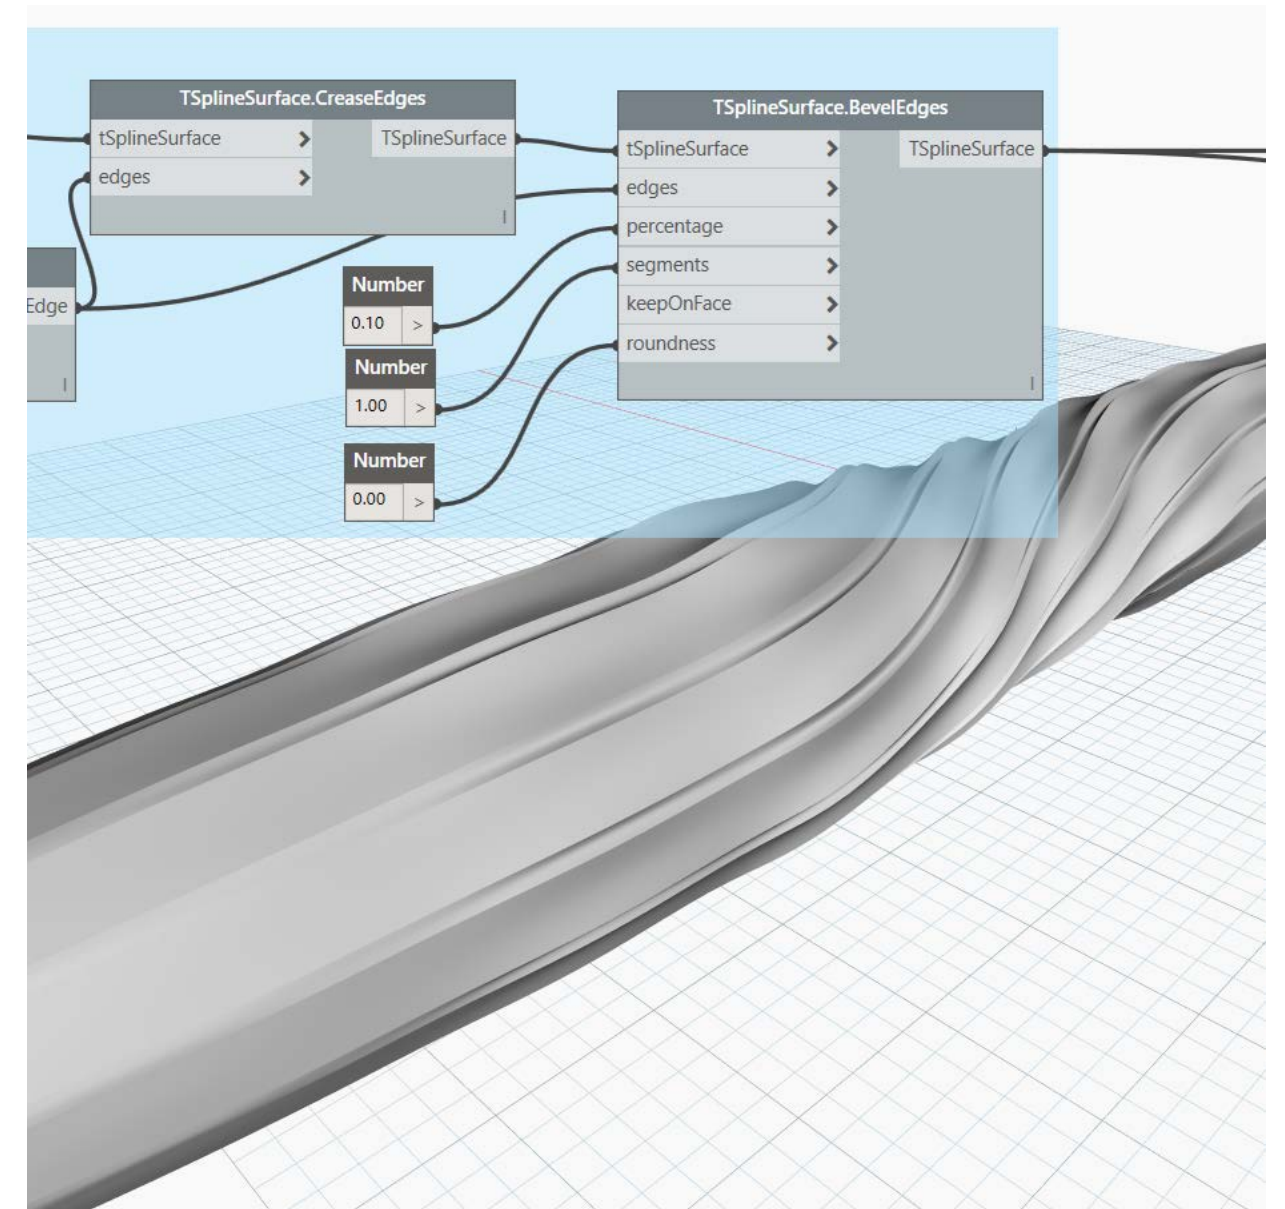 TSplineSurface.CreaseEdges
tSplineSurface >
TSplineSurface
edges >
|
TSplineSurface.BevelEdges
tSplineSurface >
TSplineSurface
edges >
percentage >
segments >
keepOnFace >
roundness >
|
Edge
|
Number
0.10 >
Number
1.00 >
Number
0.00 >